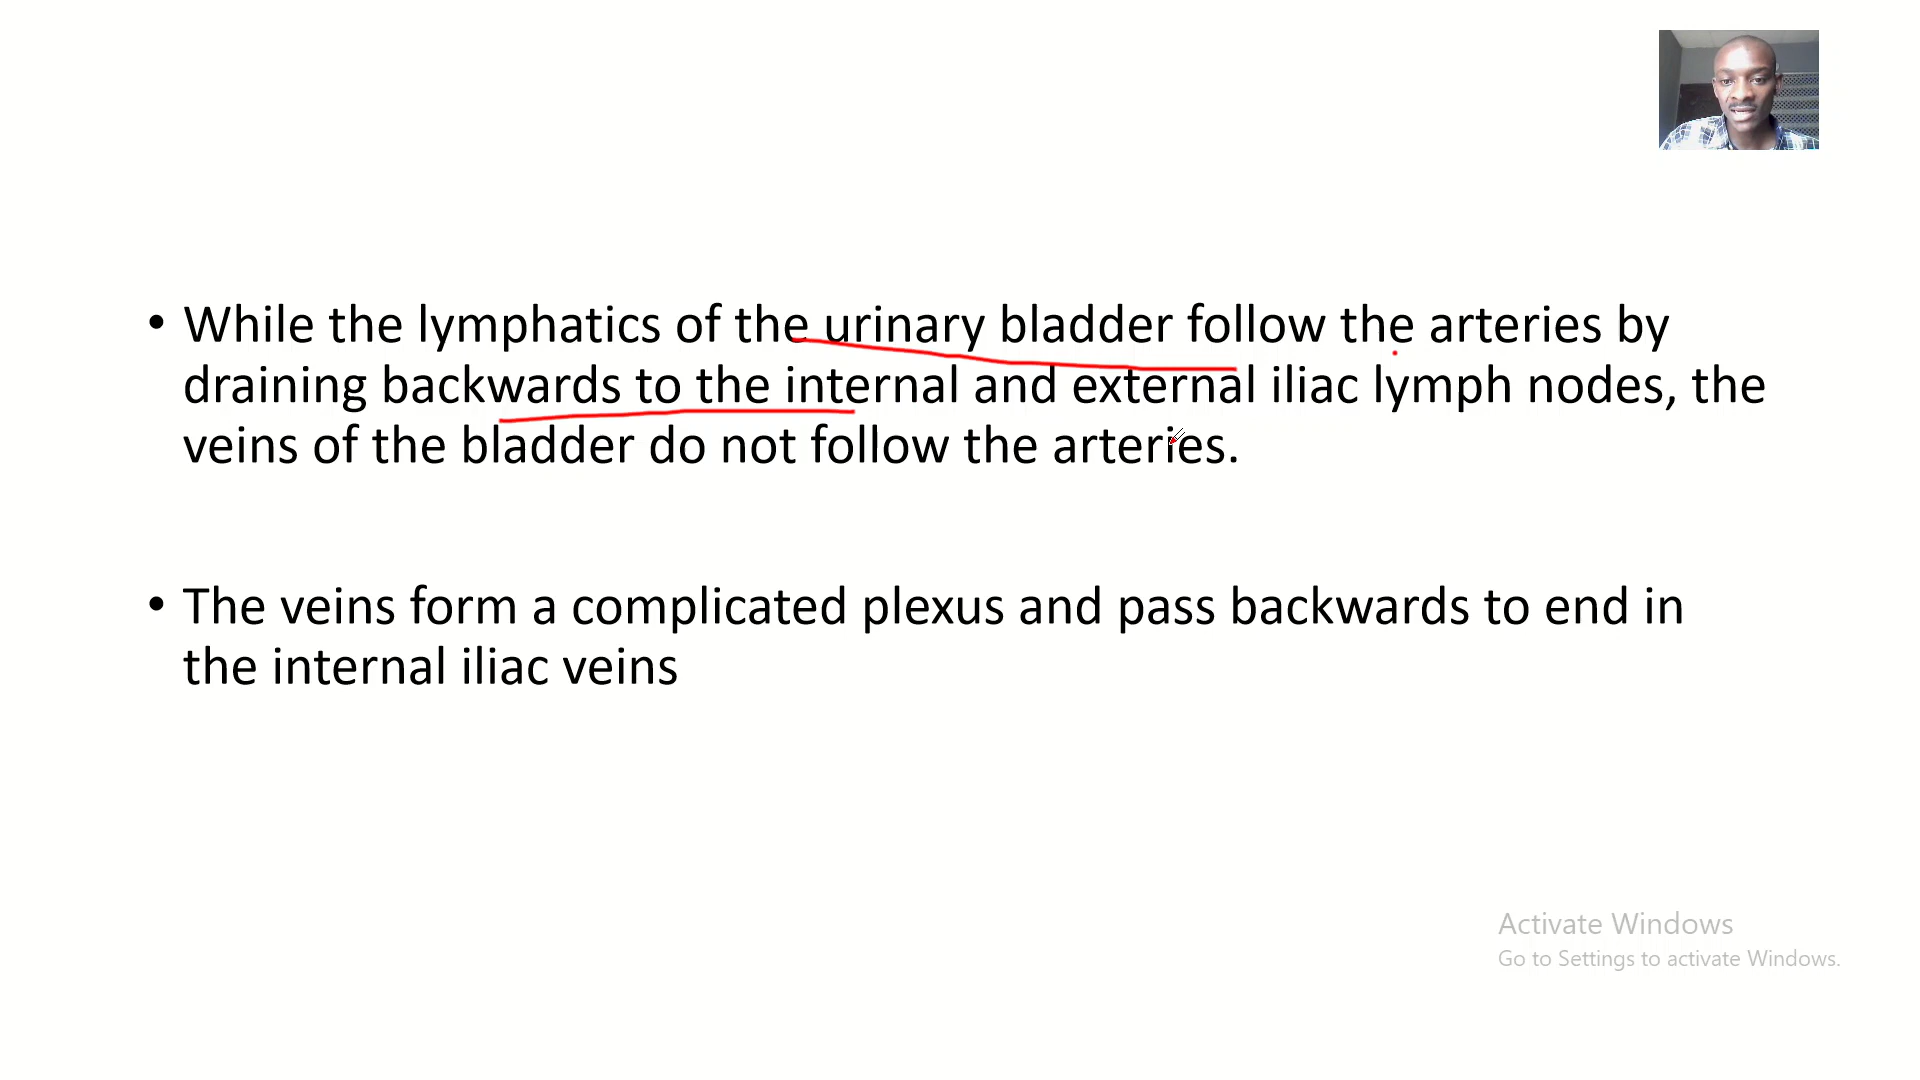 • While the lymphatics of the urinary bladder follow the arteries by
draining backwards to the internal and external iliac lymph nodes, the
veins of the bladder do not follow the arteries.
• The veins form a complicated plexus and pass backwards to end in
the internal iliac veins
Activate Windows
Go to Settings to activate Windows.